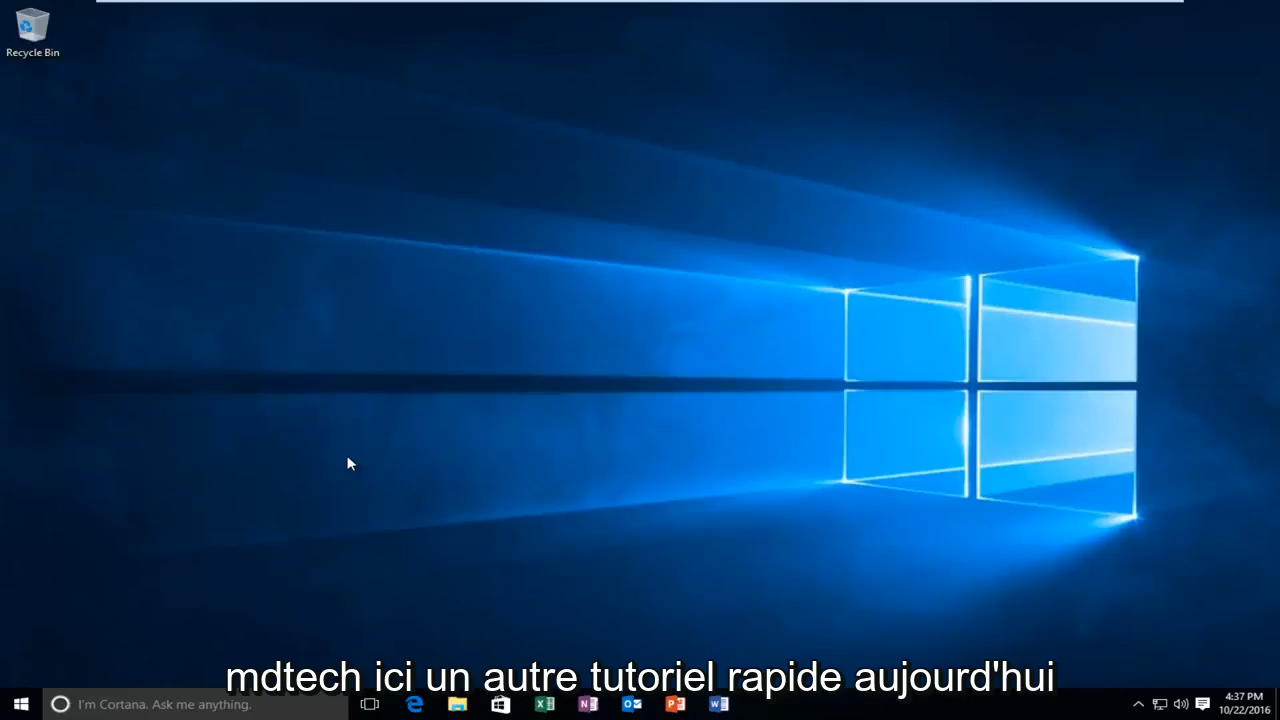 Recycle Bin
mdtech ici un autre tutoriel rapide aujourd'hui
I'm Cortana. Ask me anything.
4:37 PM
10/22/2016